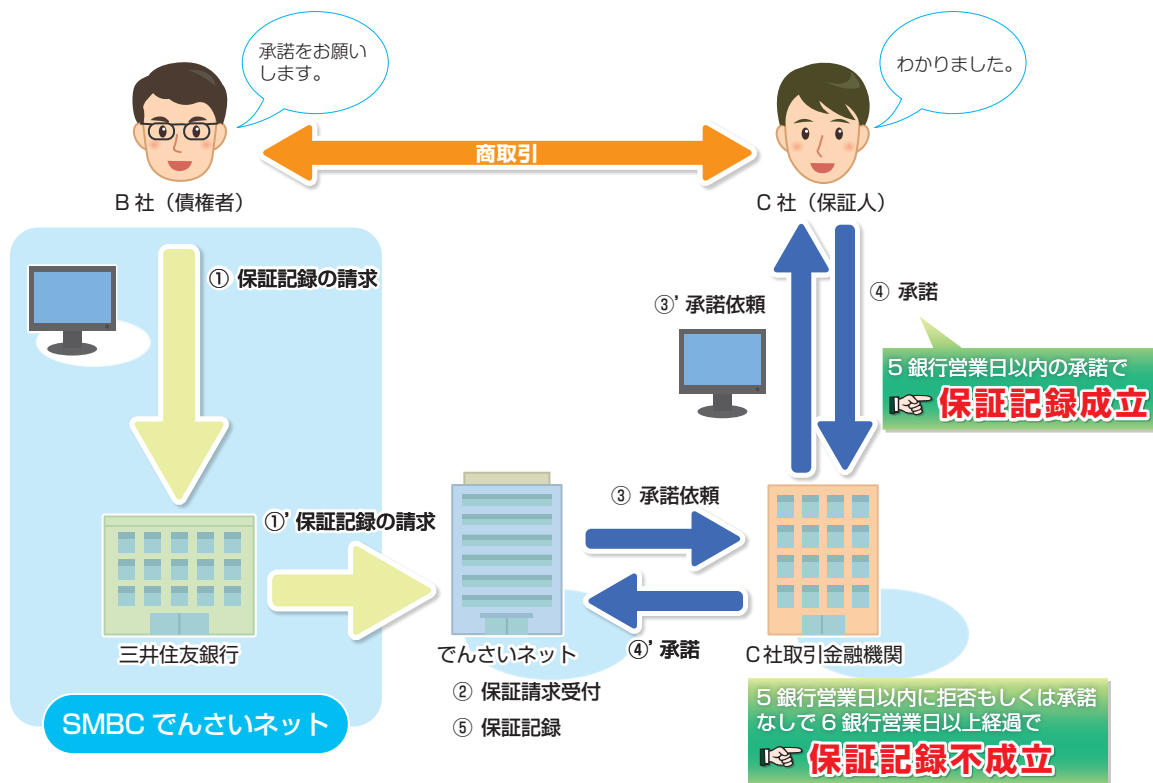 承諾をお願い
します。
わかりました。
商取引
B 社（債権者）
C 社（保証人）
① 保証記録の請求
③’ 承諾依頼
④ 承諾
5 銀行営業日以内の承諾で
☞ 保証記録成立
①’ 保証記録の請求
③ 承諾依頼
④’ 承諾
三井住友銀行
でんさいネット
C 社取引金融機関
② 保証請求受付
⑤ 保証記録
SMBC でんさいネット
5 銀行営業日以内に拒否もしくは承諾
なしで 6 銀行営業日以上経過で
☞ 保証記録不成立